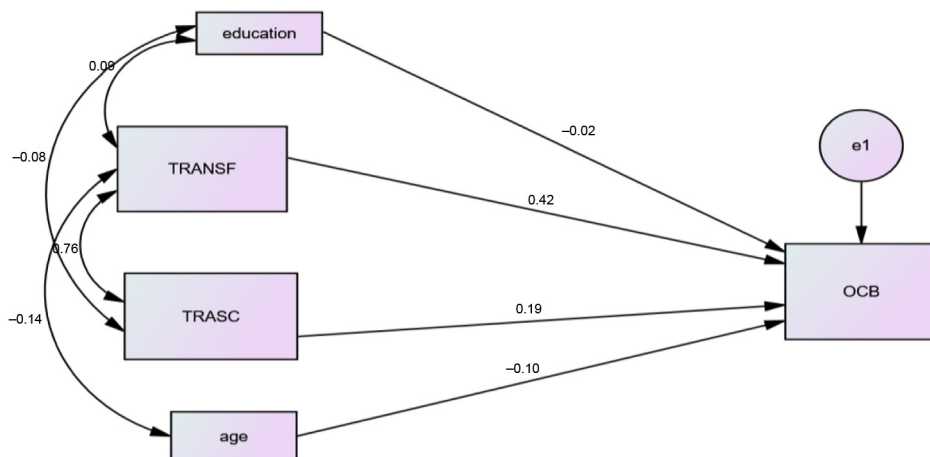 education
0.09
–0.02
e1
–0.08
TRANSF
0.42
0.76
OCB
–0.14
TRASC
0.19
–0.10
age